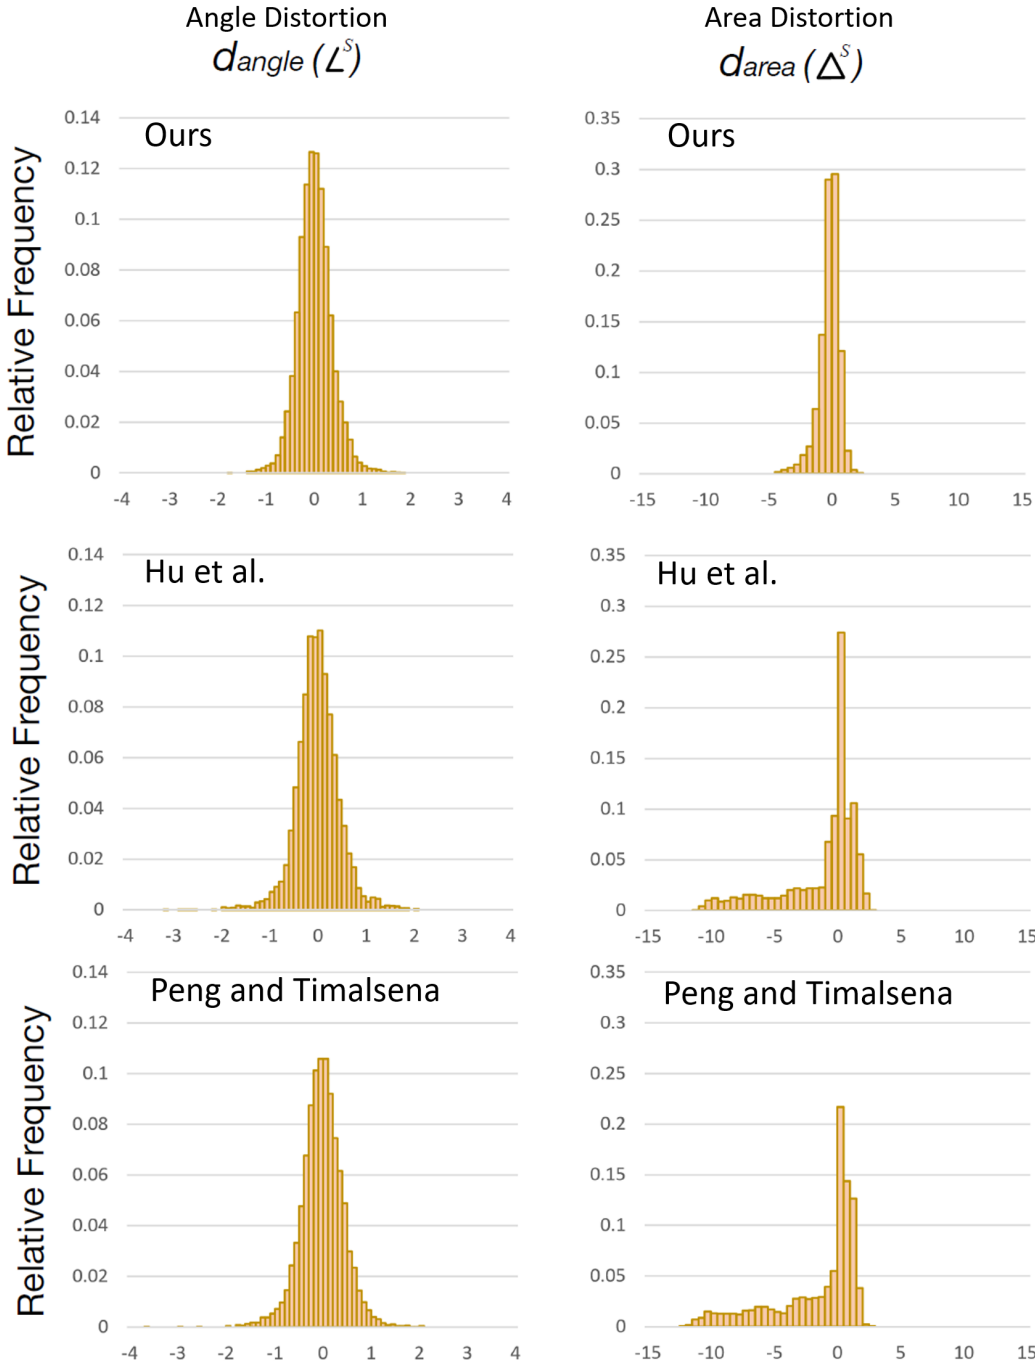 Angle Distortion
Area Distortion
dangle (∠S)
darea (△S)
Relative Frequency
Ours
0.14
0.12
0.1
0.08
0.06
0.04
0.02
0
-4 -3 -2 -1 0 1 2 3 4
Ours
0.35
0.3
0.25
0.2
0.15
0.1
0.05
0
-15 -10 -5 0 5 10 15
Relative Frequency
Hu et al.
0.14
0.12
0.1
0.08
0.06
0.04
0.02
0
-4 -3 -2 -1 0 1 2 3 4
Hu et al.
0.35
0.3
0.25
0.2
0.15
0.1
0.05
0
-15 -10 -5 0 5 10 15
Relative Frequency
Peng and Timalsena
0.14
0.12
0.1
0.08
0.06
0.04
0.02
0
-4 -3 -2 -1 0 1 2 3 4
Peng and Timalsena
0.35
0.3
0.25
0.2
0.15
0.1
0.05
0
-15 -10 -5 0 5 10 15